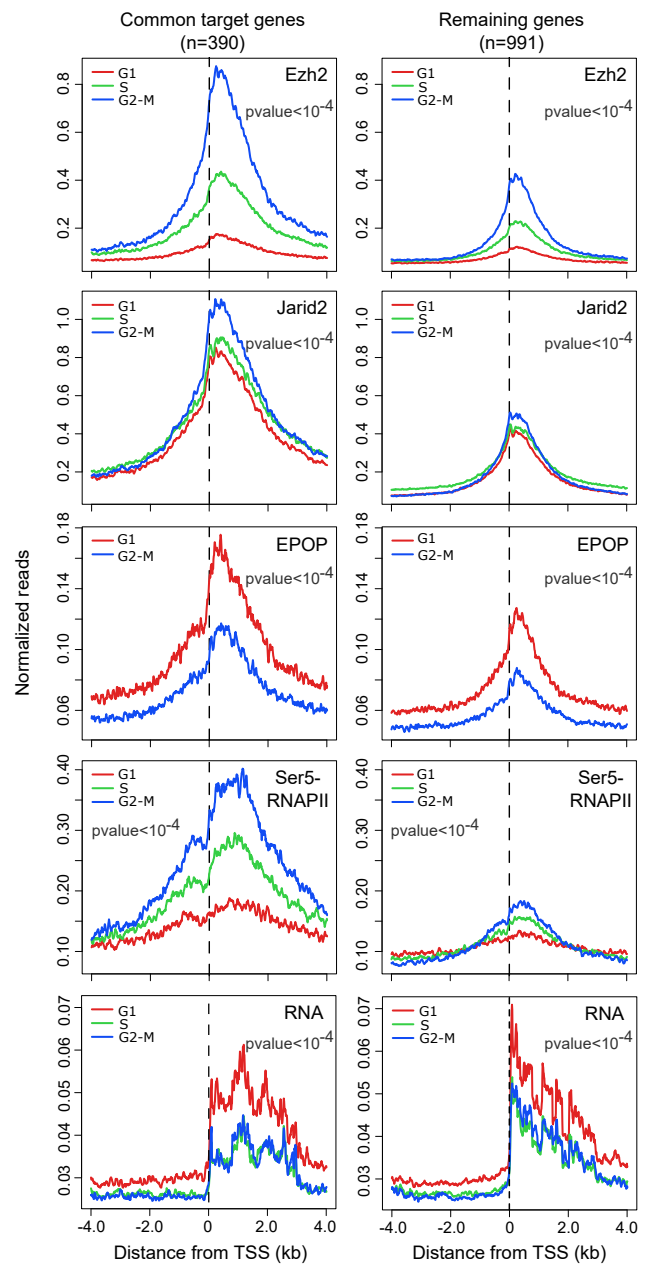 Common target genes
(n=390)
Remaining genes
(n=991)
Normalized reads
G1
S
G2-M
Ezh2
pvalue<10-4
0.8
0.6
0.4
0.2
G1
S
G2-M
Ezh2
pvalue<10-4
0.8
0.6
0.4
0.2
G1
S
G2-M
Jarid2
pvalue<10-4
1.0
0.8
0.6
0.4
0.2
G1
S
G2-M
Jarid2
pvalue<10-4
1.0
0.8
0.6
0.4
0.2
G1
G2-M
EPOP
pvalue<10-4
0.18
0.14
0.10
0.06
G1
G2-M
EPOP
pvalue<10-4
0.18
0.14
0.10
0.06
G1
S
G2-M
Ser5-
RNAPII
pvalue<10-4
0.40
0.30
0.20
0.10
G1
S
G2-M
Ser5-
RNAPII
pvalue<10-4
0.40
0.30
0.20
0.10
G1
S
G2-M
RNA
pvalue<10-4
0.07
0.06
0.05
0.04
0.03
G1
S
G2-M
RNA
pvalue<10-4
0.07
0.06
0.05
0.04
0.03
-4.0 -2.0 0 2.0 4.0
-4.0 -2.0 0 2.0 4.0
Distance from TSS (kb)
Distance from TSS (kb)